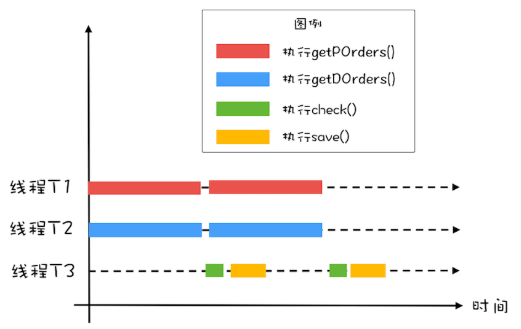 图例
执行getPOrders()
执行getDOrders()
执行check()
执行save()
线程T1
线程T2
线程T3
时间